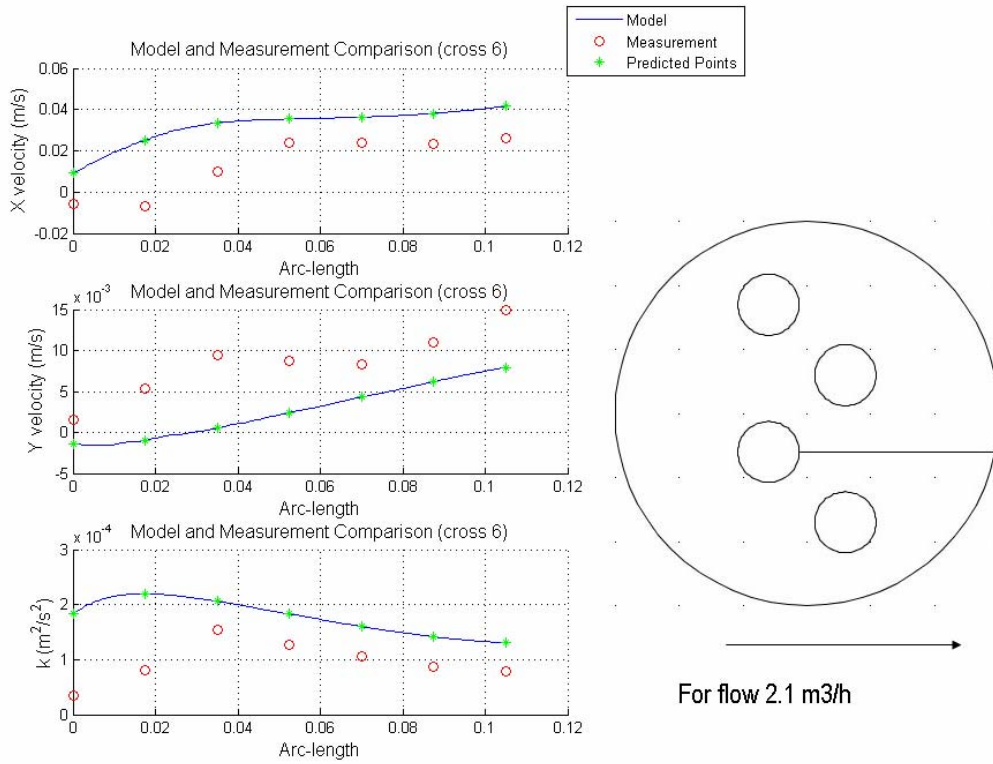 Model
Measurement
Predicted Points
Model and Measurement Comparison (cross 6)
0.06
0.04
0.02
0
-0.02
X velocity (m/s)
0 0.02 0.04 0.06 0.08 0.1 0.12
Arc-length
Model and Measurement Comparison (cross 6)
x 10-3
15
10
5
0
-5
Y velocity (m/s)
0 0.02 0.04 0.06 0.08 0.1 0.12
Arc-length
Model and Measurement Comparison (cross 6)
x 10-4
3
2
1
0
k (m2/s2)
0 0.02 0.04 0.06 0.08 0.1 0.12
Arc-length
For flow 2.1 m3/h